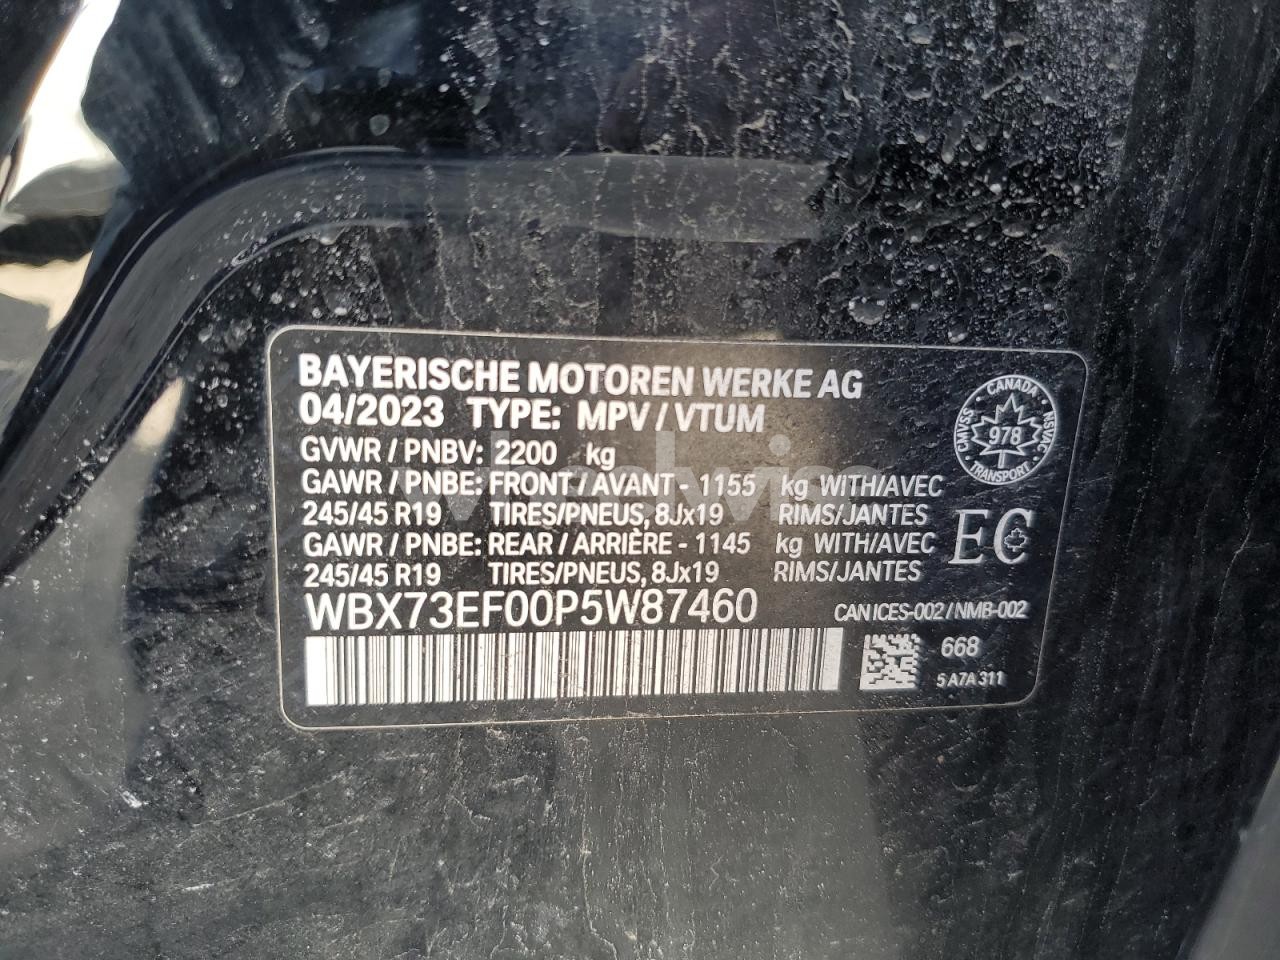 BAYERISCHE MOTOREN WERKE AG
04/2023 TYPE: MPV / VTUM
GVWR / PNBV: 2200 kg
GAWR / PNBE: FRONT / AVANT - 1155 kg WITH/AVEC
245/45 R19 TIRES/PNEUS, 8Jx19 RIMS/JANTES
GAWR / PNBE: REAR / ARRIÈRE - 1145 kg WITH/AVEC
245/45 R19 TIRES/PNEUS, 8Jx19 RIMS/JANTES
WBX73EF00P5W87460
CANADA
CMVSS 978 NSVAC
TRANSPORT
EC
CAN ICES-002 / NMB-002
668
5 A7A 311